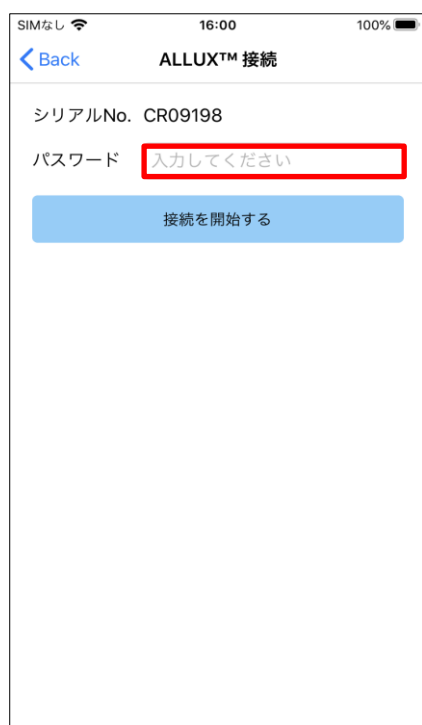 SIMなし 16:00 100%
Back ALLUX™ 接続
シリアルNo. CR09198
パスワード 入力してください
接続を開始する